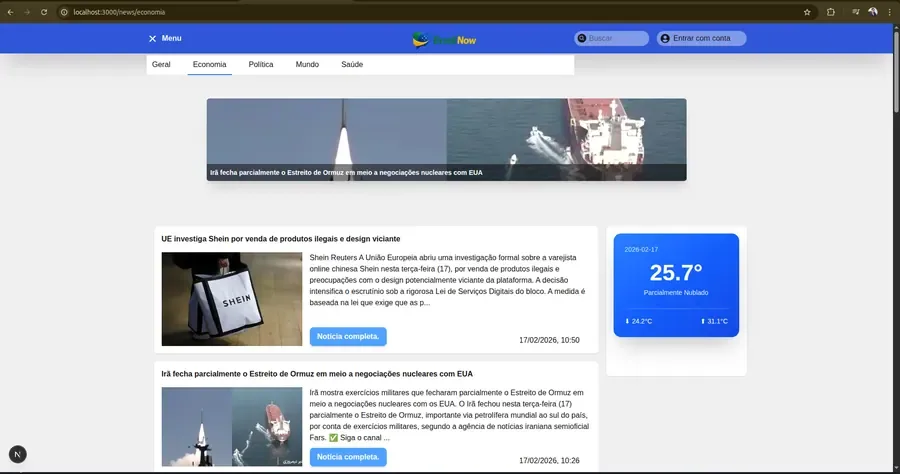 localhost:3000/news/economia
Menu
Now
Buscar
Entrar com conta
Geral
Economia
Política
Mundo
Saúde
Irã fecha parcialmente o Estreito de Ormuz em meio a negociações nucleares com EUA
UE investiga Shein por venda de produtos ilegais e design viciante
SHEIN
Shein Reuters A União Europeia abriu uma investigação formal sobre a varejista
online chinesa Shein nesta terça-feira (17), por venda de produtos ilegais e
preocupações com o design potencialmente viciante da plataforma. A decisão
intensifica o escrutínio sob a rigorosa Lei de Serviços Digitais do bloco. A medida é
baseada na lei que exige que as p...
Noticia completa.
17/02/2026, 10:50
2026-02-17
25.7°
Parcialmente Nublado
⬇ 24.2°C
⬆ 31.1°C
Irã fecha parcialmente o Estreito de Ormuz em meio a negociações nucleares com EUA
Irã mostra exercícios militares que fecharam parcialmente o Estreito de Ormuz em
meio a negociações nucleares com os EUA. O Irã fechou nesta terça-feira (17)
parcialmente o Estreito de Ormuz, importante via petrolífera mundial ao sul do país,
por conta de exercícios militares, segundo a agência de notícias iraniana semioficial
Fars. ✅ Siga o canal ...
Noticia completa.
17/02/2026, 10:26
N